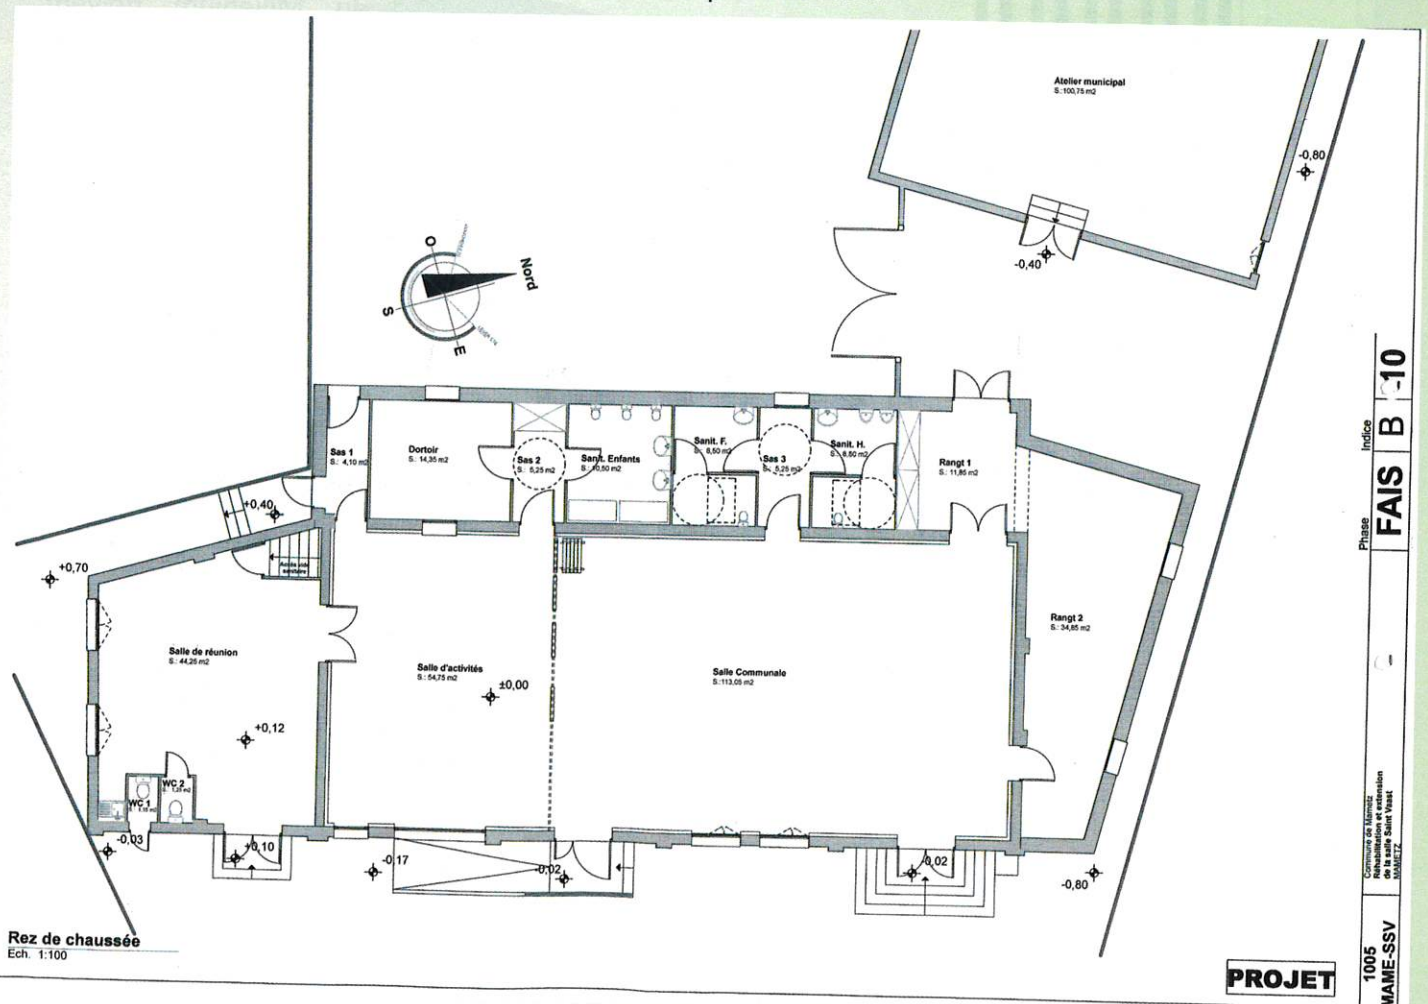 Atelier municipal
S.:100,75 m2
-0,80
-0,40
O
Nord
S
E
Sas 1
S.: 4,10 m2
Dortoir
S.: 14,35 m2
Sas 2
S.: 5,25 m2
Sanit. Enfants
S.: 10,50 m2
Sanit. F.
S.: 8,50 m2
Sas 3
S.: 5,25 m2
Sanit. H.
S.: 8,50 m2
Rangt 1
S.: 11,85 m2
+0,40
+0,70
Accès vide
sanitaire
Salle de réunion
S.: 44,25 m2
+0,12
Salle d'activités
S.: 54,75 m2
±0,00
Salle Communale
S.:113,05 m2
Rangt 2
S.: 34,85 m2
WC 1
WC 2
-0,03
+0,10
-0,17
-0,02
-0,02
-0,80
Rez de chaussée
Ech. 1:100
PROJET
1005
MAME-SSV
Commune de Mametz
Réhabilitation et extension
de la salle Saint Vaast
MAMETZ
Phase
FAIS
Indice
B
-10